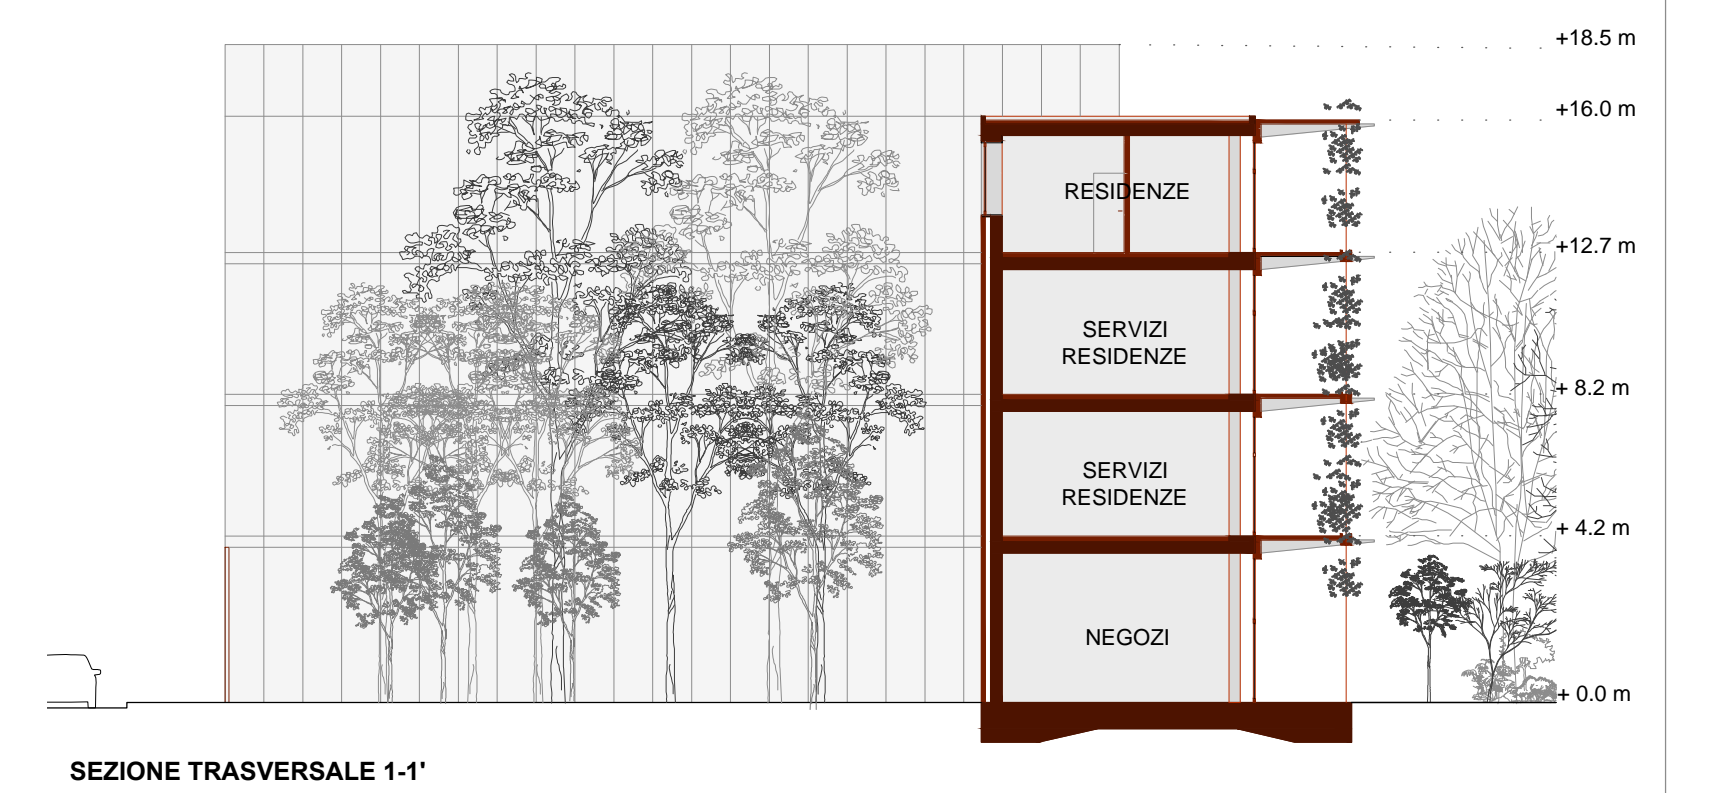 +18.5 m
+16.0 m
RESIDENZE
+12.7 m
SERVIZI
RESIDENZE
+ 8.2 m
SERVIZI
RESIDENZE
+ 4.2 m
NEGOZI
+ 0.0 m
SEZIONE TRASVERSALE 1-1'